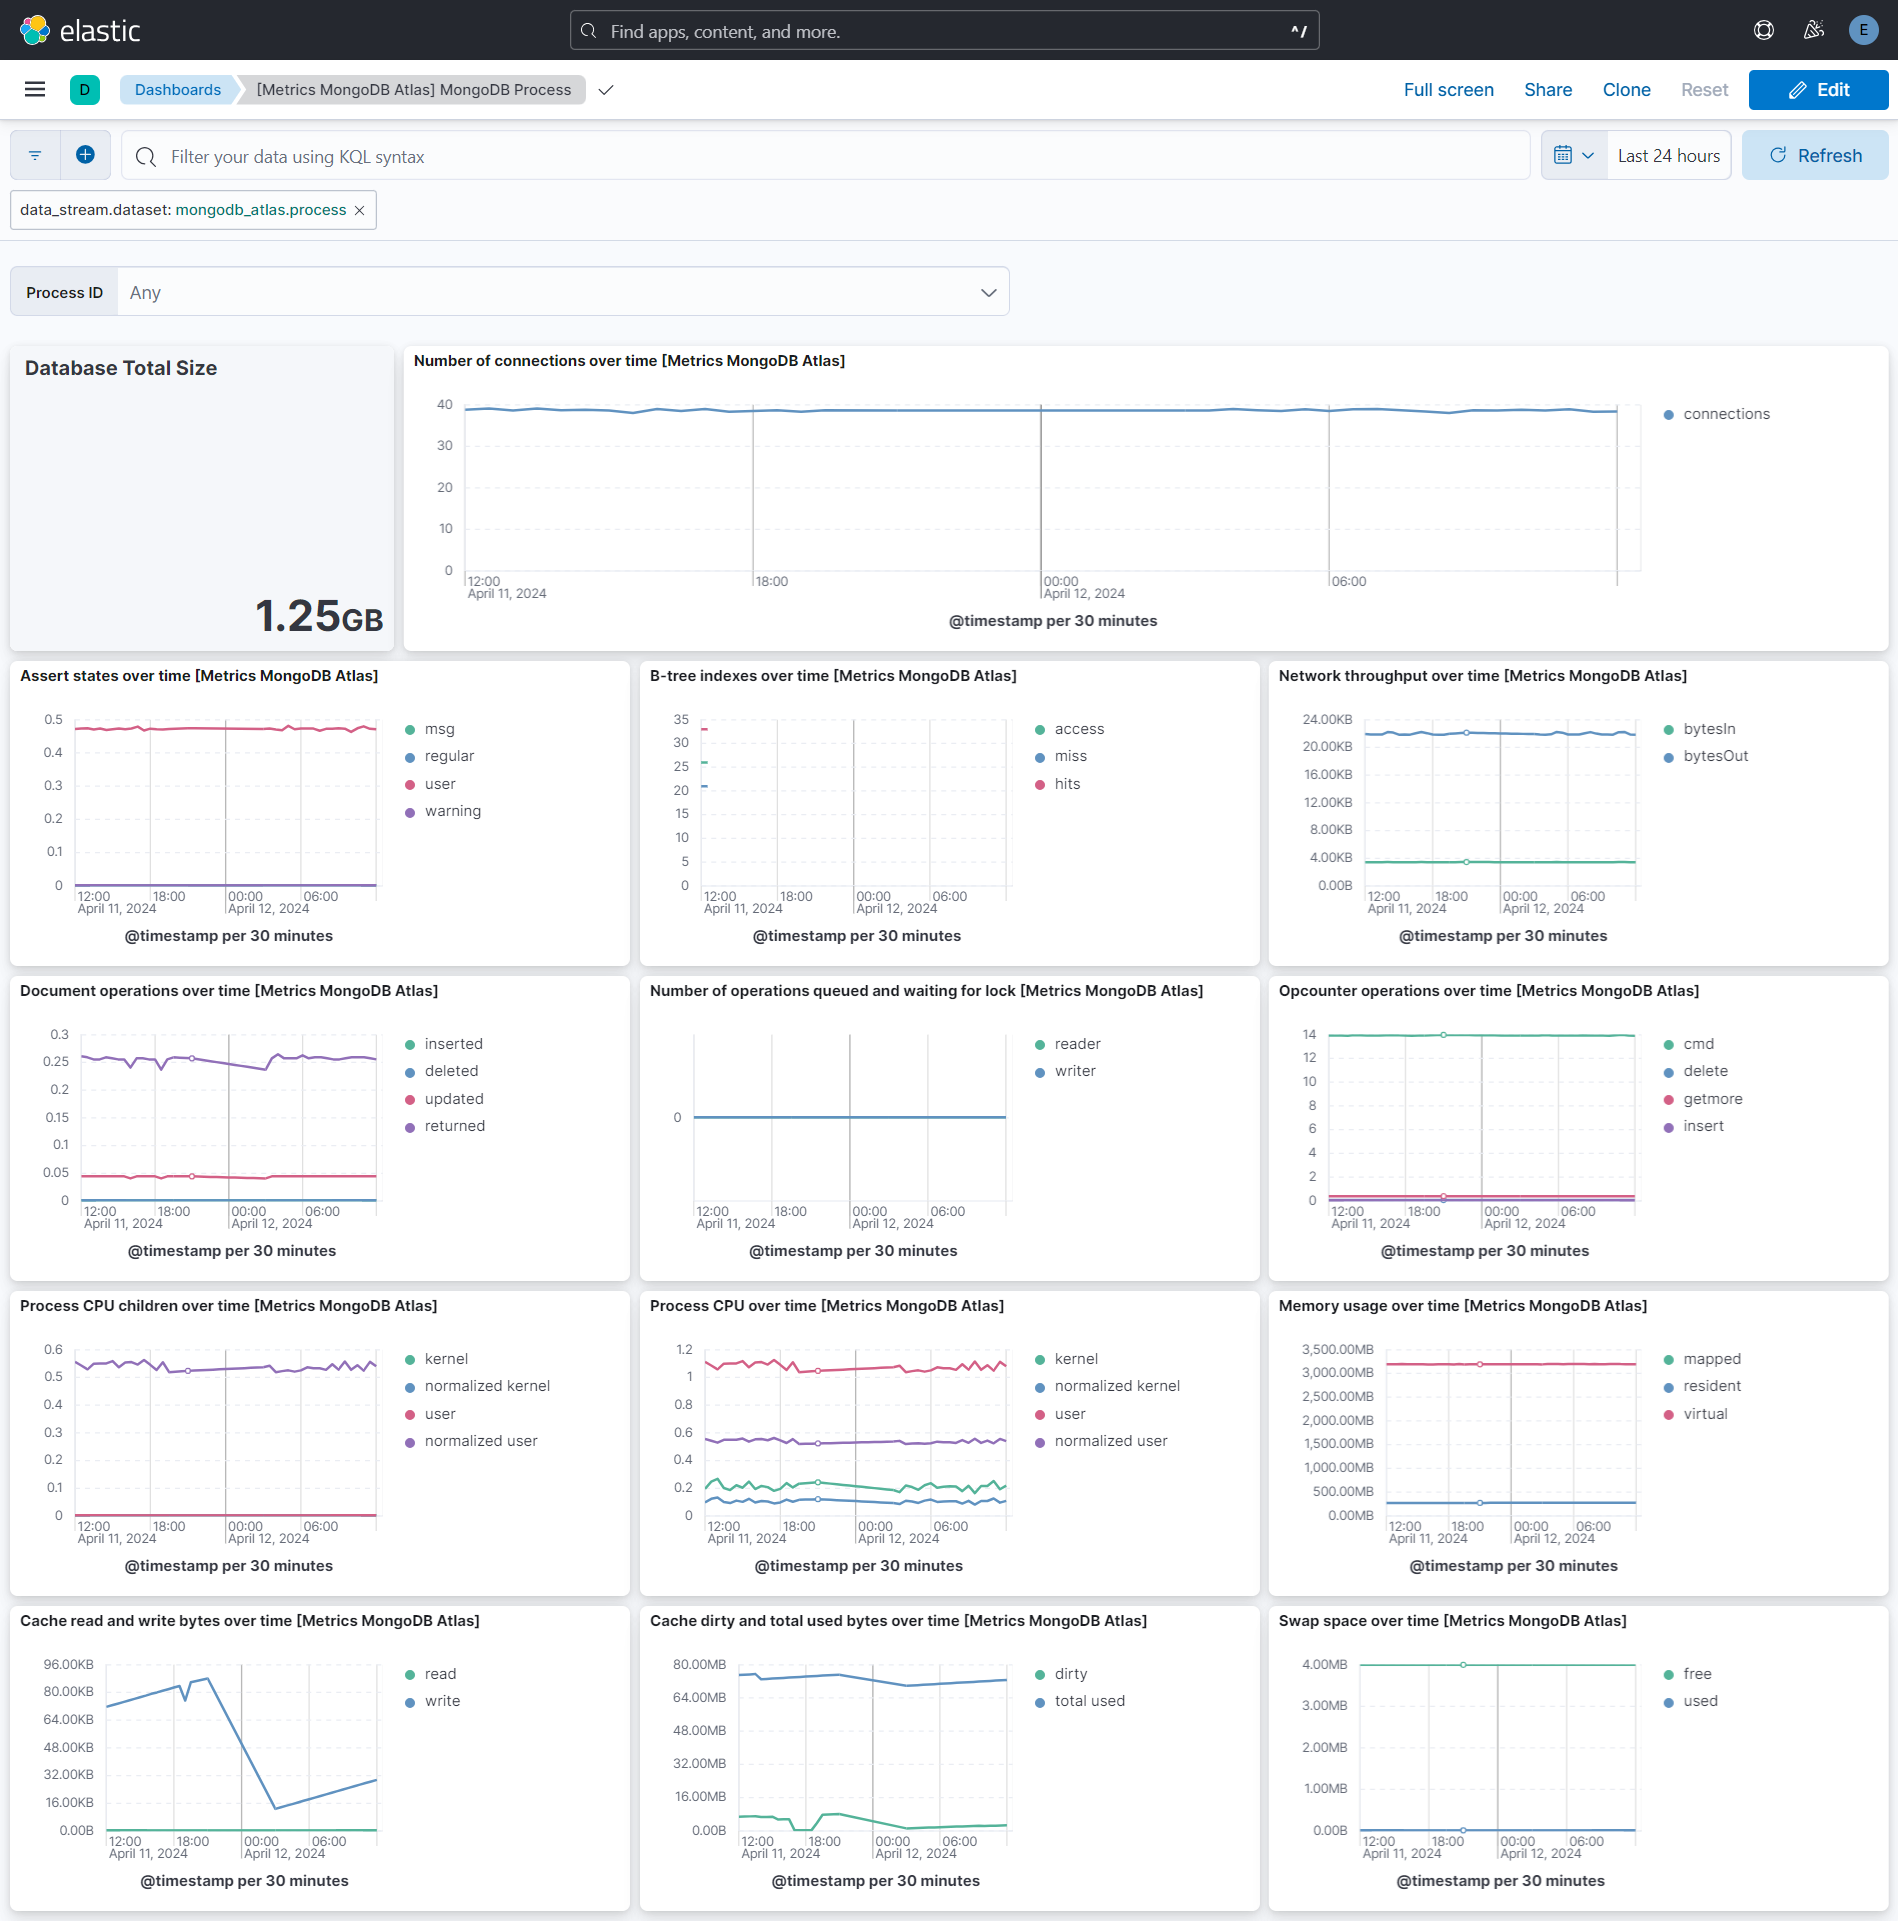 elastic
Find apps, content, and more.
^/
E
D
Dashboards
[Metrics MongoDB Atlas] MongoDB Process
Full screen
Share
Clone
Reset
Edit
Filter your data using KQL syntax
Last 24 hours
Refresh
data_stream.dataset: mongodb_atlas.process ×
Process ID
Any
Database Total Size
1.25GB
Number of connections over time [Metrics MongoDB Atlas]
40
30
20
10
0
12:00
April 11, 2024
18:00
00:00
April 12, 2024
06:00
@timestamp per 30 minutes
connections
Assert states over time [Metrics MongoDB Atlas]
0.5
0.4
0.3
0.2
0.1
0
12:00
April 11, 2024
18:00
00:00
April 12, 2024
06:00
@timestamp per 30 minutes
msg
regular
user
warning
B-tree indexes over time [Metrics MongoDB Atlas]
35
30
25
20
15
10
5
0
12:00
April 11, 2024
18:00
00:00
April 12, 2024
06:00
@timestamp per 30 minutes
access
miss
hits
Network throughput over time [Metrics MongoDB Atlas]
24.00KB
20.00KB
16.00KB
12.00KB
8.00KB
4.00KB
0.00B
12:00
April 11, 2024
18:00
00:00
April 12, 2024
06:00
@timestamp per 30 minutes
bytesIn
bytesOut
Document operations over time [Metrics MongoDB Atlas]
0.3
0.25
0.2
0.15
0.1
0.05
0
12:00
April 11, 2024
18:00
00:00
April 12, 2024
06:00
@timestamp per 30 minutes
inserted
deleted
updated
returned
Number of operations queued and waiting for lock [Metrics MongoDB Atlas]
0
12:00
April 11, 2024
18:00
00:00
April 12, 2024
06:00
@timestamp per 30 minutes
reader
writer
Opcounter operations over time [Metrics MongoDB Atlas]
14
12
10
8
6
4
2
0
12:00
April 11, 2024
18:00
00:00
April 12, 2024
06:00
@timestamp per 30 minutes
cmd
delete
getmore
insert
Process CPU children over time [Metrics MongoDB Atlas]
0.6
0.5
0.4
0.3
0.2
0.1
0
12:00
April 11, 2024
18:00
00:00
April 12, 2024
06:00
@timestamp per 30 minutes
kernel
normalized kernel
user
normalized user
Process CPU over time [Metrics MongoDB Atlas]
1.2
1
0.8
0.6
0.4
0.2
0
12:00
April 11, 2024
18:00
00:00
April 12, 2024
06:00
@timestamp per 30 minutes
kernel
normalized kernel
user
normalized user
Memory usage over time [Metrics MongoDB Atlas]
3,500.00MB
3,000.00MB
2,500.00MB
2,000.00MB
1,500.00MB
1,000.00MB
500.00MB
0.00MB
12:00
April 11, 2024
18:00
00:00
April 12, 2024
06:00
@timestamp per 30 minutes
mapped
resident
virtual
Cache read and write bytes over time [Metrics MongoDB Atlas]
96.00KB
80.00KB
64.00KB
48.00KB
32.00KB
16.00KB
0.00B
12:00
April 11, 2024
18:00
00:00
April 12, 2024
06:00
@timestamp per 30 minutes
read
write
Cache dirty and total used bytes over time [Metrics MongoDB Atlas]
80.00MB
64.00MB
48.00MB
32.00MB
16.00MB
0.00B
12:00
April 11, 2024
18:00
00:00
April 12, 2024
06:00
@timestamp per 30 minutes
dirty
total used
Swap space over time [Metrics MongoDB Atlas]
4.00MB
3.00MB
2.00MB
1.00MB
0.00B
12:00
April 11, 2024
18:00
00:00
April 12, 2024
06:00
@timestamp per 30 minutes
free
used